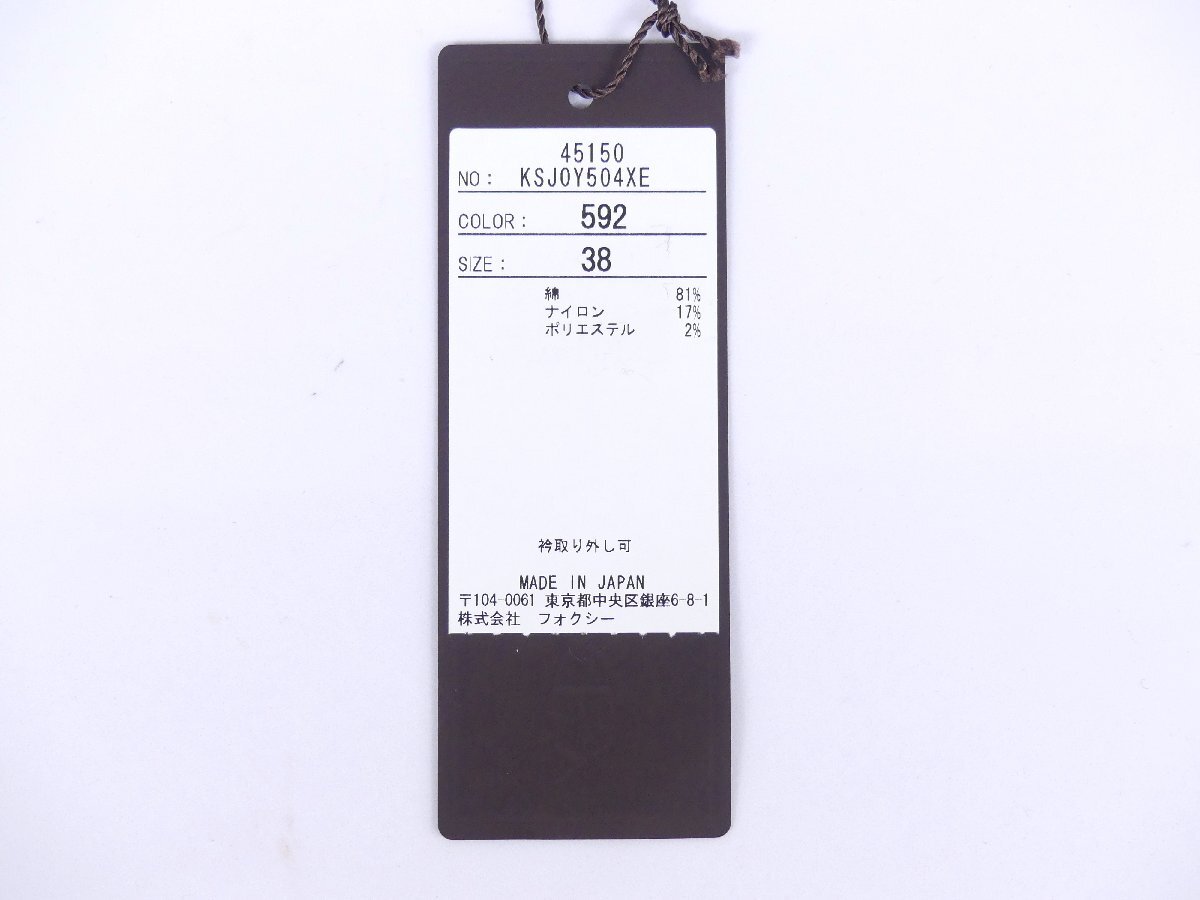 45150
NO: KSJOY504XE
COLOR: 592
SIZE: 38
綿 81%
ナイロン 17%
ポリエステル 2%
衿取り外し可
MADE IN JAPAN
〒104-0061 東京都中央区銀座6-8-1
株式会社 フォクシー